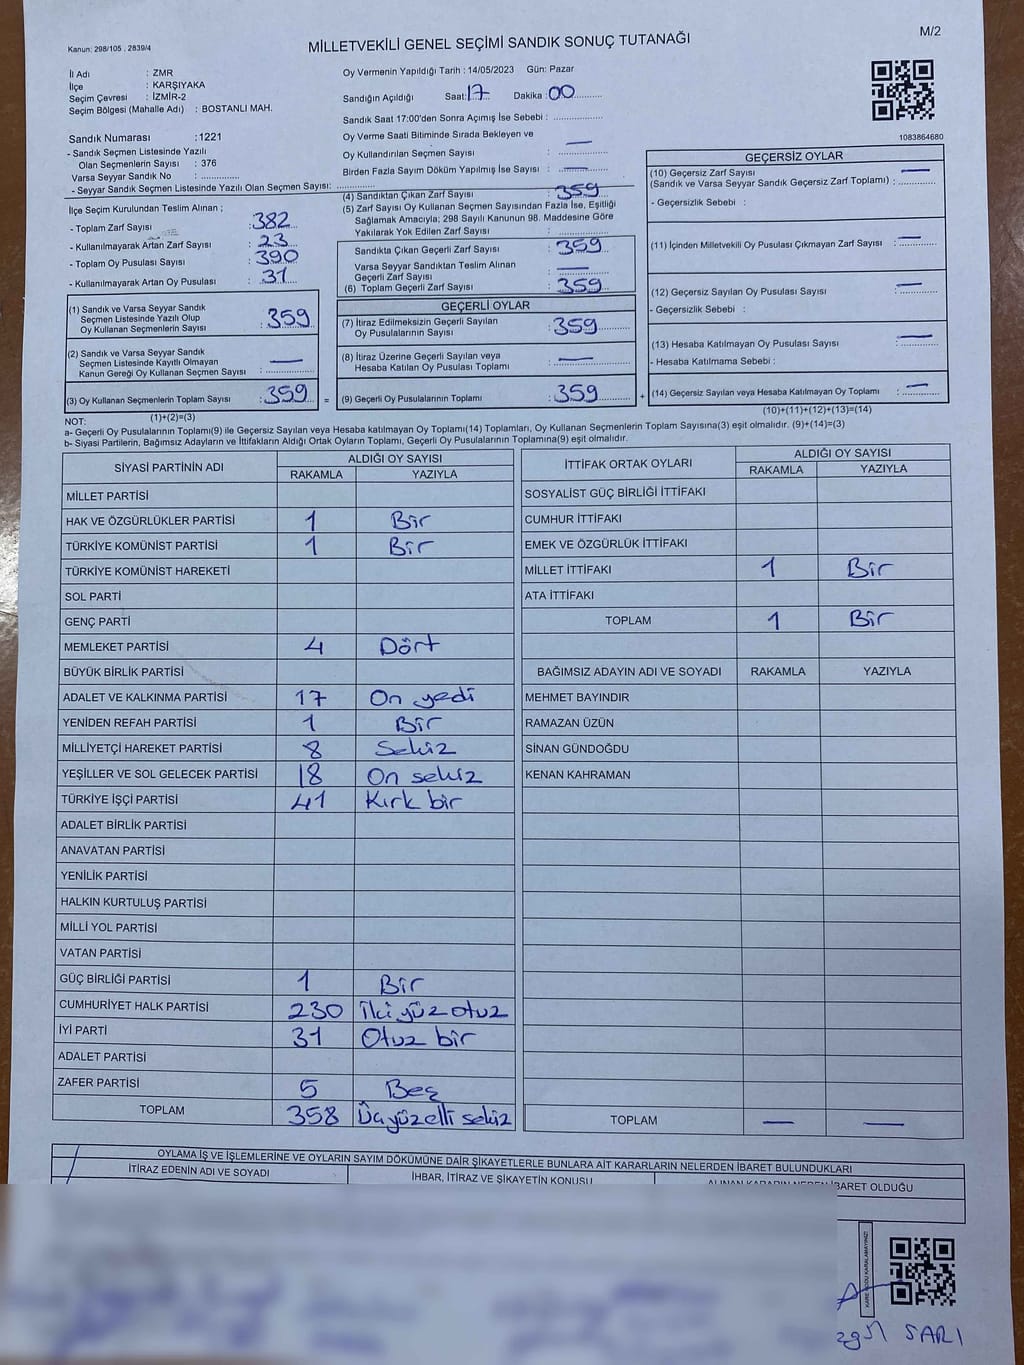 M/2
Kanun: 298/105 , 2839/4
MİLLETVEKİLİ GENEL SEÇİMİ SANDIK SONUÇ TUTANAĞI
İl Adı : ZMR
İlçe : KARŞIYAKA
Seçim Çevresi : İZMİR-2
Seçim Bölgesi (Mahalle Adı) : BOSTANLI MAH.
Oy Vermenin Yapıldığı Tarih : 14/05/2023 Gün: Pazar
Sandığın Açıldığı Saat: 17 Dakika : 00
Sandık Saat 17:00'den Sonra Açımış İse Sebebi :
Oy Verme Saati Bitiminde Sırada Bekleyen ve
Oy Kullandırılan Seçmen Sayısı : —
Birden Fazla Sayım Döküm Yapılmış İse Sayısı : —
1083864680
Sandık Numarası : 1221
- Sandık Seçmen Listesinde Yazılı
Olan Seçmenlerin Sayısı : 376
Varsa Seyyar Sandık No :
- Seyyar Sandık Seçmen Listesinde Yazılı Olan Seçmen Sayısı:
İlçe Seçim Kurulundan Teslim Alınan ;
- Toplam Zarf Sayısı : 382
- Kullanılmayarak Artan Zarf Sayısı : 23
- Toplam Oy Pusulası Sayısı : 390
- Kullanılmayarak Artan Oy Pusulası : 31
(1) Sandık ve Varsa Seyyar Sandık
Seçmen Listesinde Yazılı Olup
Oy Kullanan Seçmenlerin Sayısı : 359
(2) Sandık ve Varsa Seyyar Sandık
Seçmen Listesinde Kayıtlı Olmayan
Kanun Gereği Oy Kullanan Seçmen Sayısı : —
(3) Oy Kullanan Seçmenlerin Toplam Sayısı : 359
(1)+(2)=(3)
(4) Sandıktan Çıkan Zarf Sayısı : 359
(5) Zarf Sayısı Oy Kullanan Seçmen Sayısından Fazla İse, Eşitliği
Sağlamak Amacıyla; 298 Sayılı Kanunun 98. Maddesine Göre
Yakılarak Yok Edilen Zarf Sayısı :
Sandıkta Çıkan Geçerli Zarf Sayısı : 359
Varsa Seyyar Sandıktan Teslim Alınan
Geçerli Zarf Sayısı : —
(6) Toplam Geçerli Zarf Sayısı : 359
GEÇERLİ OYLAR
(7) İtiraz Edilmeksizin Geçerli Sayılan
Oy Pusulalarının Sayısı : 359
(8) İtiraz Üzerine Geçerli Sayılan veya
Hesaba Katılan Oy Pusulası Toplamı : —
= (9) Geçerli Oy Pusulalarının Toplamı : 359 +
GEÇERSİZ OYLAR
(10) Geçersiz Zarf Sayısı
(Sandık ve Varsa Seyyar Sandık Geçersiz Zarf Toplamı) : —
- Geçersizlik Sebebi :
(11) İçinden Milletvekili Oy Pusulası Çıkmayan Zarf Sayısı : —
(12) Geçersiz Sayılan Oy Pusulası Sayısı : —
- Geçersizlik Sebebi :
(13) Hesaba Katılmayan Oy Pusulası Sayısı : —
- Hesaba Katılmama Sebebi :
(14) Geçersiz Sayılan veya Hesaba Katılmayan Oy Toplamı : —
(10)+(11)+(12)+(13)=(14)
NOT:
a- Geçerli Oy Pusulalarının Toplamı(9) ile Geçersiz Sayılan veya Hesaba katılmayan Oy Toplamı(14) Toplamları, Oy Kullanan Seçmenlerin Toplam Sayısına(3) eşit olmalıdır. (9)+(14)=(3)
b- Siyasi Partilerin, Bağımsız Adayların ve İttifakların Aldığı Ortak Oyların Toplamı, Geçerli Oy Pusulalarının Toplamına(9) eşit olmalıdır.
SİYASİ PARTİNİN ADI ALDIĞI OY SAYISI
RAKAMLA YAZIYLA
MİLLET PARTİSİ
HAK VE ÖZGÜRLÜKLER PARTİSİ 1 Bir
TÜRKİYE KOMÜNİST PARTİSİ 1 Bir
TÜRKİYE KOMÜNİST HAREKETİ
SOL PARTİ
GENÇ PARTİ
MEMLEKET PARTİSİ 4 Dört
BÜYÜK BİRLİK PARTİSİ
ADALET VE KALKINMA PARTİSİ 17 On yedi
YENİDEN REFAH PARTİSİ 1 Bir
MİLLİYETÇİ HAREKET PARTİSİ 8 Sekiz
YEŞİLLER VE SOL GELECEK PARTİSİ 18 On sekiz
TÜRKİYE İŞÇİ PARTİSİ 41 Kırk bir
ADALET BİRLİK PARTİSİ
ANAVATAN PARTİSİ
YENİLİK PARTİSİ
HALKIN KURTULUŞ PARTİSİ
MİLLİ YOL PARTİSİ
VATAN PARTİSİ
GÜÇ BİRLİĞİ PARTİSİ 1 Bir
CUMHURİYET HALK PARTİSİ 230 İki yüz otuz
İYİ PARTİ 31 Otuz bir
ADALET PARTİSİ
ZAFER PARTİSİ 5 Beş
TOPLAM 358 Üç yüz elli sekiz
İTTİFAK ORTAK OYLARI ALDIĞI OY SAYISI
RAKAMLA YAZIYLA
SOSYALİST GÜÇ BİRLİĞİ İTTİFAKI
CUMHUR İTTİFAKI
EMEK VE ÖZGÜRLÜK İTTİFAKI
MİLLET İTTİFAKI 1 Bir
ATA İTTİFAKI
TOPLAM 1 Bir
BAĞIMSIZ ADAYIN ADI VE SOYADI RAKAMLA YAZIYLA
MEHMET BAYINDIR
RAMAZAN ÜZÜN
SİNAN GÜNDOĞDU
KENAN KAHRAMAN
TOPLAM — —
OYLAMA İŞ VE İŞLEMLERİNE VE OYLARIN SAYIM DÖKÜMÜNE DAİR ŞİKAYETLERLE BUNLARA AİT KARARLARIN NELERDEN İBARET BULUNDUKLARI
İTİRAZ EDENİN ADI VE SOYADI
İHBAR, İTİRAZ VE ŞİKAYETİN KONUSU
ALINAN KARARIN NEDEN İBARET OLDUĞU
SARI